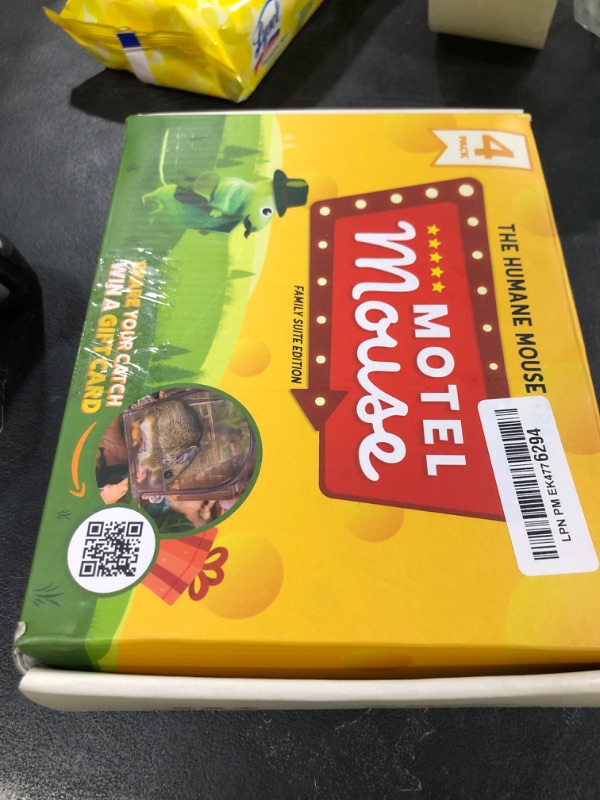 Lysol
4
PACK
THE HUMANE MOUSE
MOTEL
Mouse
FAMILY SUITE EDITION
SHARE YOUR CATCH
WIN A GIFT CARD
LPN PM EK4776294